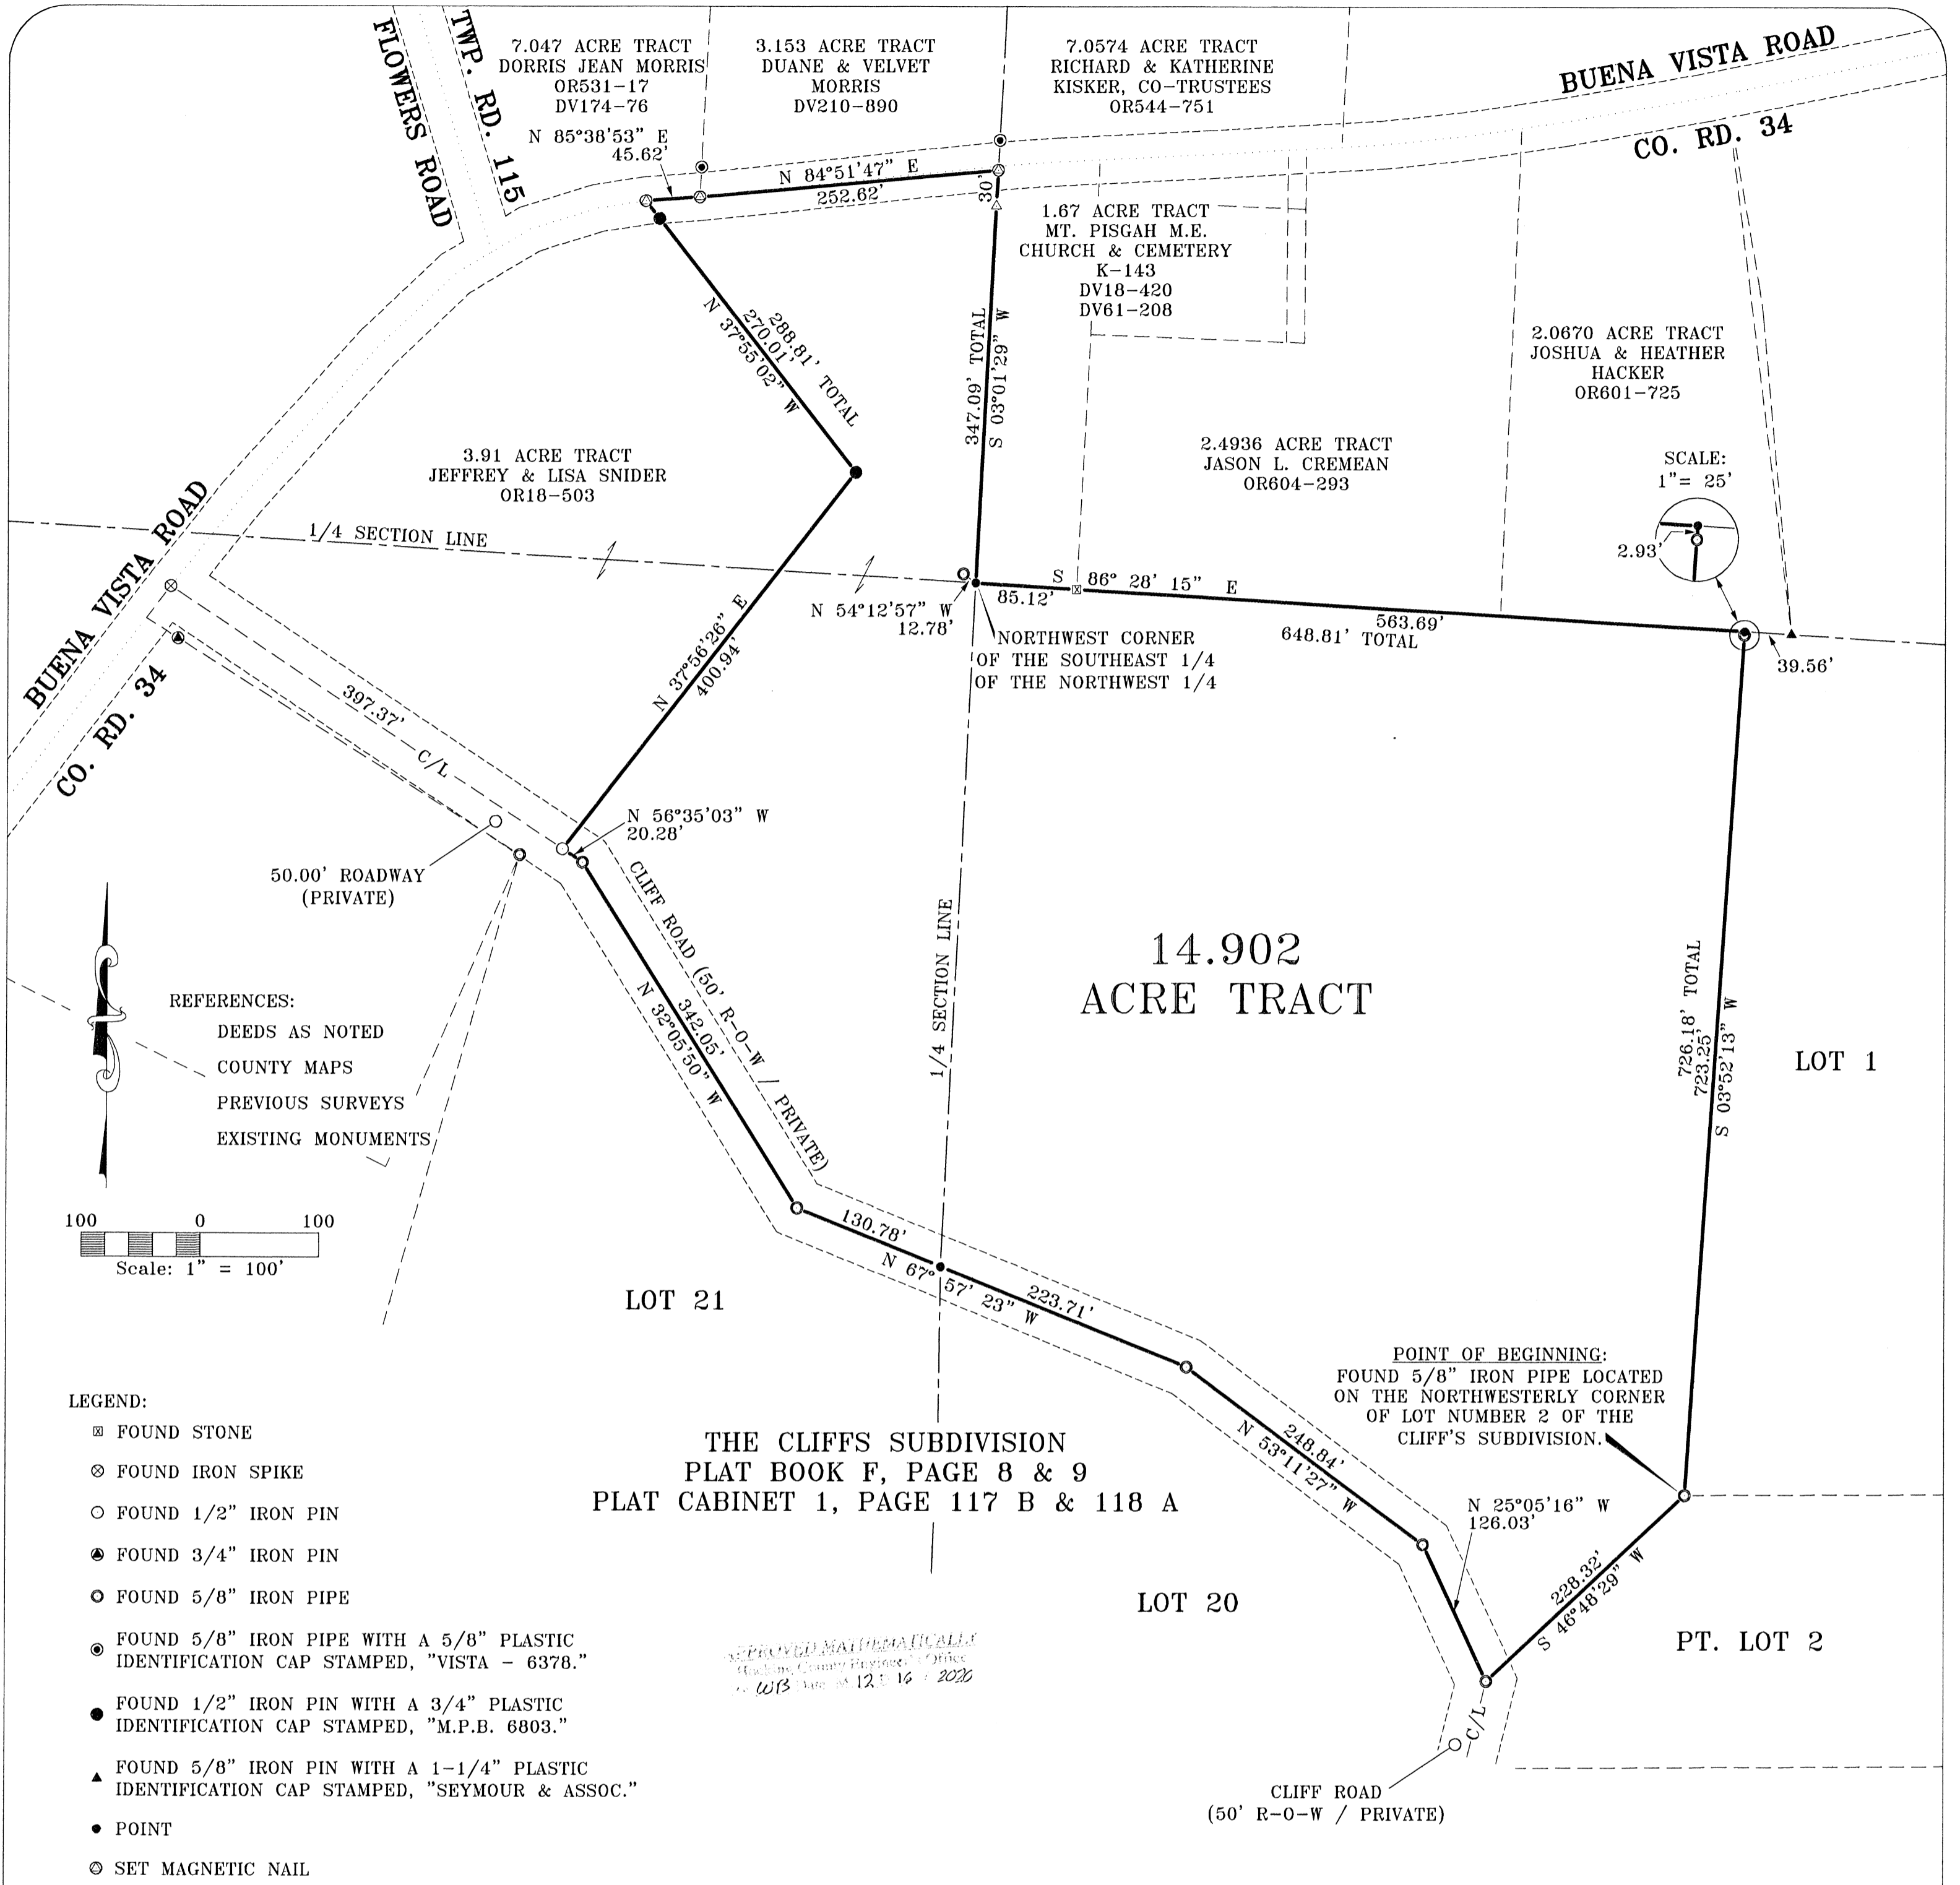 FLOWERS ROAD
TWP. RD. 115
7.047 ACRE TRACT
DORRIS JEAN MORRIS
OR531-17
DV174-76
3.153 ACRE TRACT
DUANE & VELVET
MORRIS
DV210-890
7.0574 ACRE TRACT
RICHARD & KATHERINE
KISKER, CO-TRUSTEES
OR544-751
BUENA VISTA ROAD
CO. RD. 34
N 85°38'53" E
45.62'
N 84°51'47" E
252.62'
30'
1.67 ACRE TRACT
MT. PISGAH M.E.
CHURCH & CEMETERY
K-143
DV18-420
DV61-208
288.81' TOTAL
270.01'
N 37°55'02" W
347.09' TOTAL
S 03°01'29" W
2.0670 ACRE TRACT
JOSHUA & HEATHER
HACKER
OR601-725
3.91 ACRE TRACT
JEFFREY & LISA SNIDER
OR18-503
2.4936 ACRE TRACT
JASON L. CREMEAN
OR604-293
SCALE:
1"= 25'
2.93'
1/4 SECTION LINE
BUENA VISTA ROAD
CO. RD. 34
N 54°12'57" W
12.78'
S 86° 28' 15" E
85.12'
563.69'
648.81' TOTAL
39.56'
NORTHWEST CORNER
OF THE SOUTHEAST 1/4
OF THE NORTHWEST 1/4
N 37°56'26" E
400.94'
397.37'
C/L
N 56°35'03" W
20.28'
50.00' ROADWAY
(PRIVATE)
CLIFF ROAD (50' R-O-W / PRIVATE)
342.05'
N 32°05'50" W
1/4 SECTION LINE
14.902
ACRE TRACT
726.18' TOTAL
723.25'
S 03°52'13" W
LOT 1
REFERENCES:
DEEDS AS NOTED
COUNTY MAPS
PREVIOUS SURVEYS
EXISTING MONUMENTS
100 0 100
Scale: 1" = 100'
130.78'
N 67° 57' 23" W
223.71'
LOT 21
POINT OF BEGINNING:
FOUND 5/8" IRON PIPE LOCATED
ON THE NORTHWESTERLY CORNER
OF LOT NUMBER 2 OF THE
CLIFF'S SUBDIVISION.
248.84'
N 53°11'27" W
N 25°05'16" W
126.03'
228.32'
S 46°48'29" W
THE CLIFFS SUBDIVISION
PLAT BOOK F, PAGE 8 & 9
PLAT CABINET 1, PAGE 117 B & 118 A
LOT 20
PT. LOT 2
C/L
CLIFF ROAD
(50' R-O-W / PRIVATE)
LEGEND:
FOUND STONE
FOUND IRON SPIKE
FOUND 1/2" IRON PIN
FOUND 3/4" IRON PIN
FOUND 5/8" IRON PIPE
FOUND 5/8" IRON PIPE WITH A 5/8" PLASTIC
IDENTIFICATION CAP STAMPED, "VISTA - 6378."
FOUND 1/2" IRON PIN WITH A 3/4" PLASTIC
IDENTIFICATION CAP STAMPED, "M.P.B. 6803."
FOUND 5/8" IRON PIN WITH A 1-1/4" PLASTIC
IDENTIFICATION CAP STAMPED, "SEYMOUR & ASSOC."
POINT
SET MAGNETIC NAIL
APPROVED MATHEMATICALLY
Hocking County Engineer's Office
WB 12 16 2020